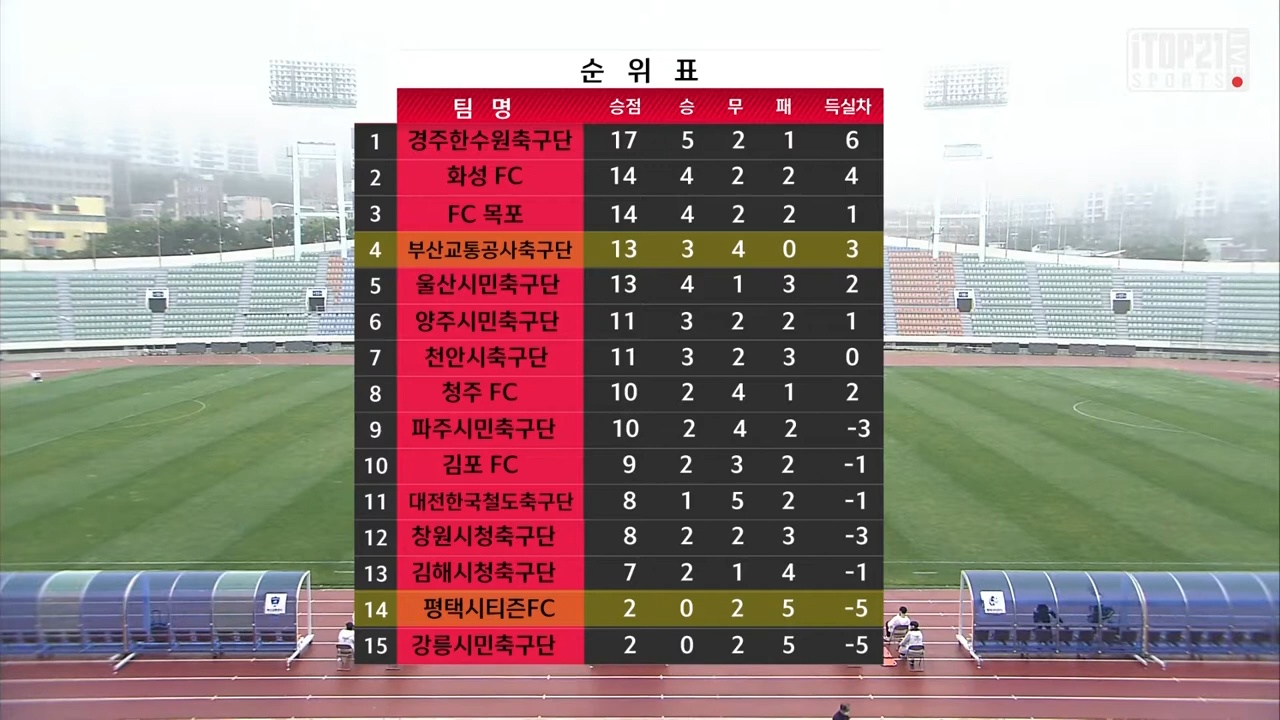 iTOP21 LIVE
SPORTS
순 위 표
팀 명 승점 승 무 패 득실차
1 경주한수원축구단 17 5 2 1 6
2 화성 FC 14 4 2 2 4
3 FC 목포 14 4 2 2 1
4 부산교통공사축구단 13 3 4 0 3
5 울산시민축구단 13 4 1 3 2
6 양주시민축구단 11 3 2 2 1
7 천안시축구단 11 3 2 3 0
8 청주 FC 10 2 4 1 2
9 파주시민축구단 10 2 4 2 -3
10 김포 FC 9 2 3 2 -1
11 대전한국철도축구단 8 1 5 2 -1
12 창원시청축구단 8 2 2 3 -3
13 김해시청축구단 7 2 1 4 -1
14 평택시티즌FC 2 0 2 5 -5
15 강릉시민축구단 2 0 2 5 -5